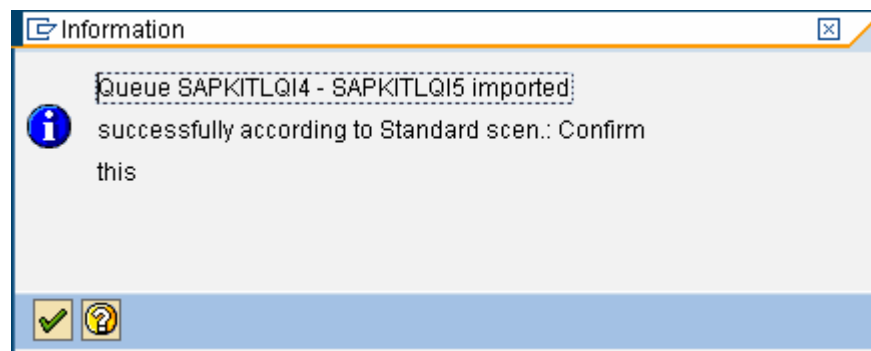 Information
Queue SAPKITLQI4 - SAPKITLQI5 imported
successfully according to Standard scen.: Confirm
this